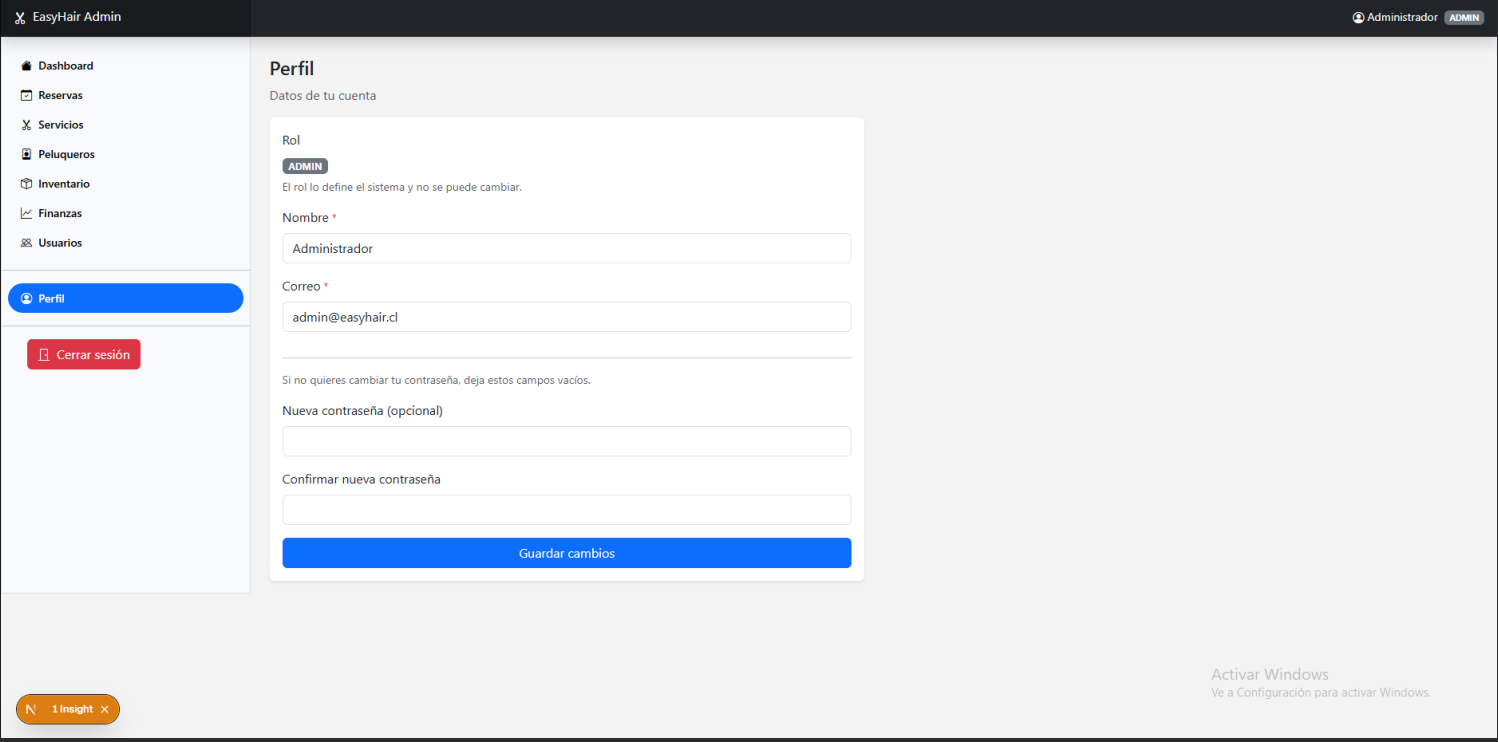 EasyHair Admin
Administrador ADMIN
Dashboard
Reservas
Servicios
Peluqueros
Inventario
Finanzas
Usuarios
Perfil
Cerrar sesión
Perfil
Datos de tu cuenta
Rol
ADMIN
El rol lo define el sistema y no se puede cambiar.
Nombre *
Administrador
Correo *
admin@easyhair.cl
Si no quieres cambiar tu contraseña, deja estos campos vacíos.
Nueva contraseña (opcional)
Confirmar nueva contraseña
Guardar cambios
Activar Windows
Ve a Configuración para activar Windows.
N 1 Insight ×